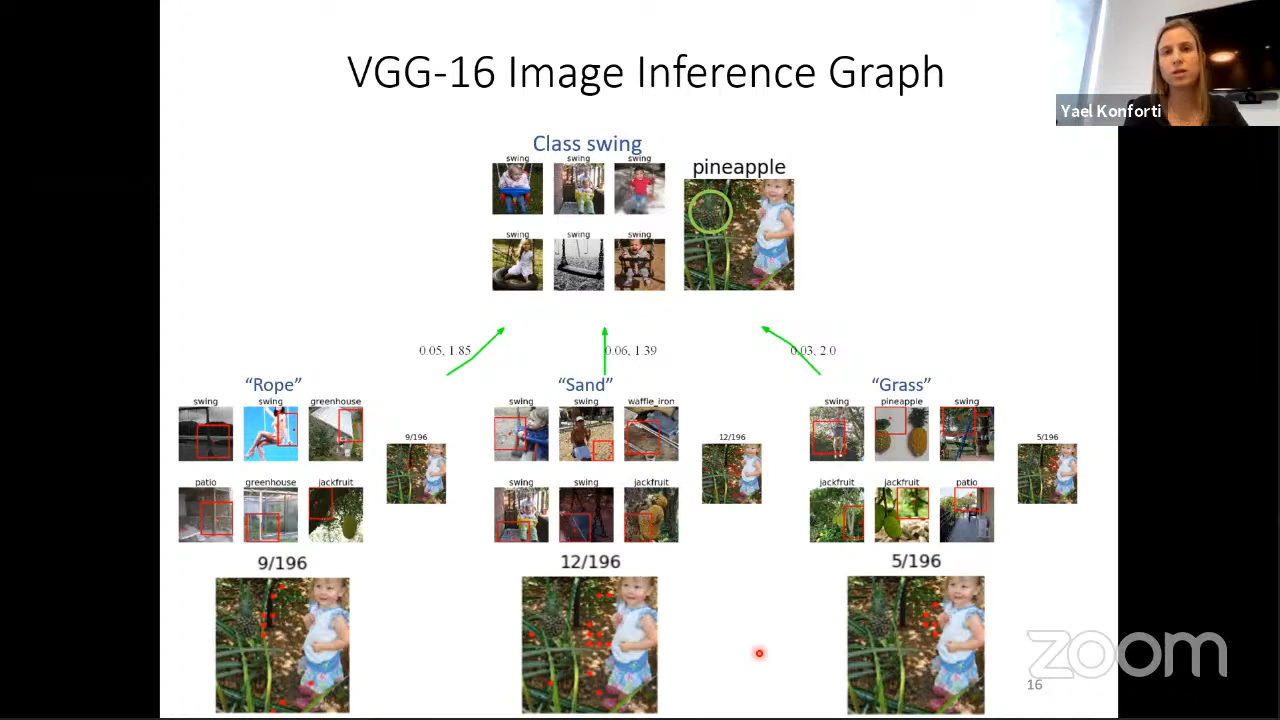 VGG-16 Image Inference Graph
Yael Konforti
Class swing
swing swing swing
pineapple
swing swing swing
0.05, 1.85
0.06, 1.39
0.03, 2.0
“Rope”
“Sand”
“Grass”
swing swing greenhouse
swing swing waffle_iron
swing pineapple swing
9/196
12/196
5/196
patio greenhouse jackfruit
swing swing jackfruit
jackfruit jackfruit patio
9/196
12/196
5/196
zoom
16